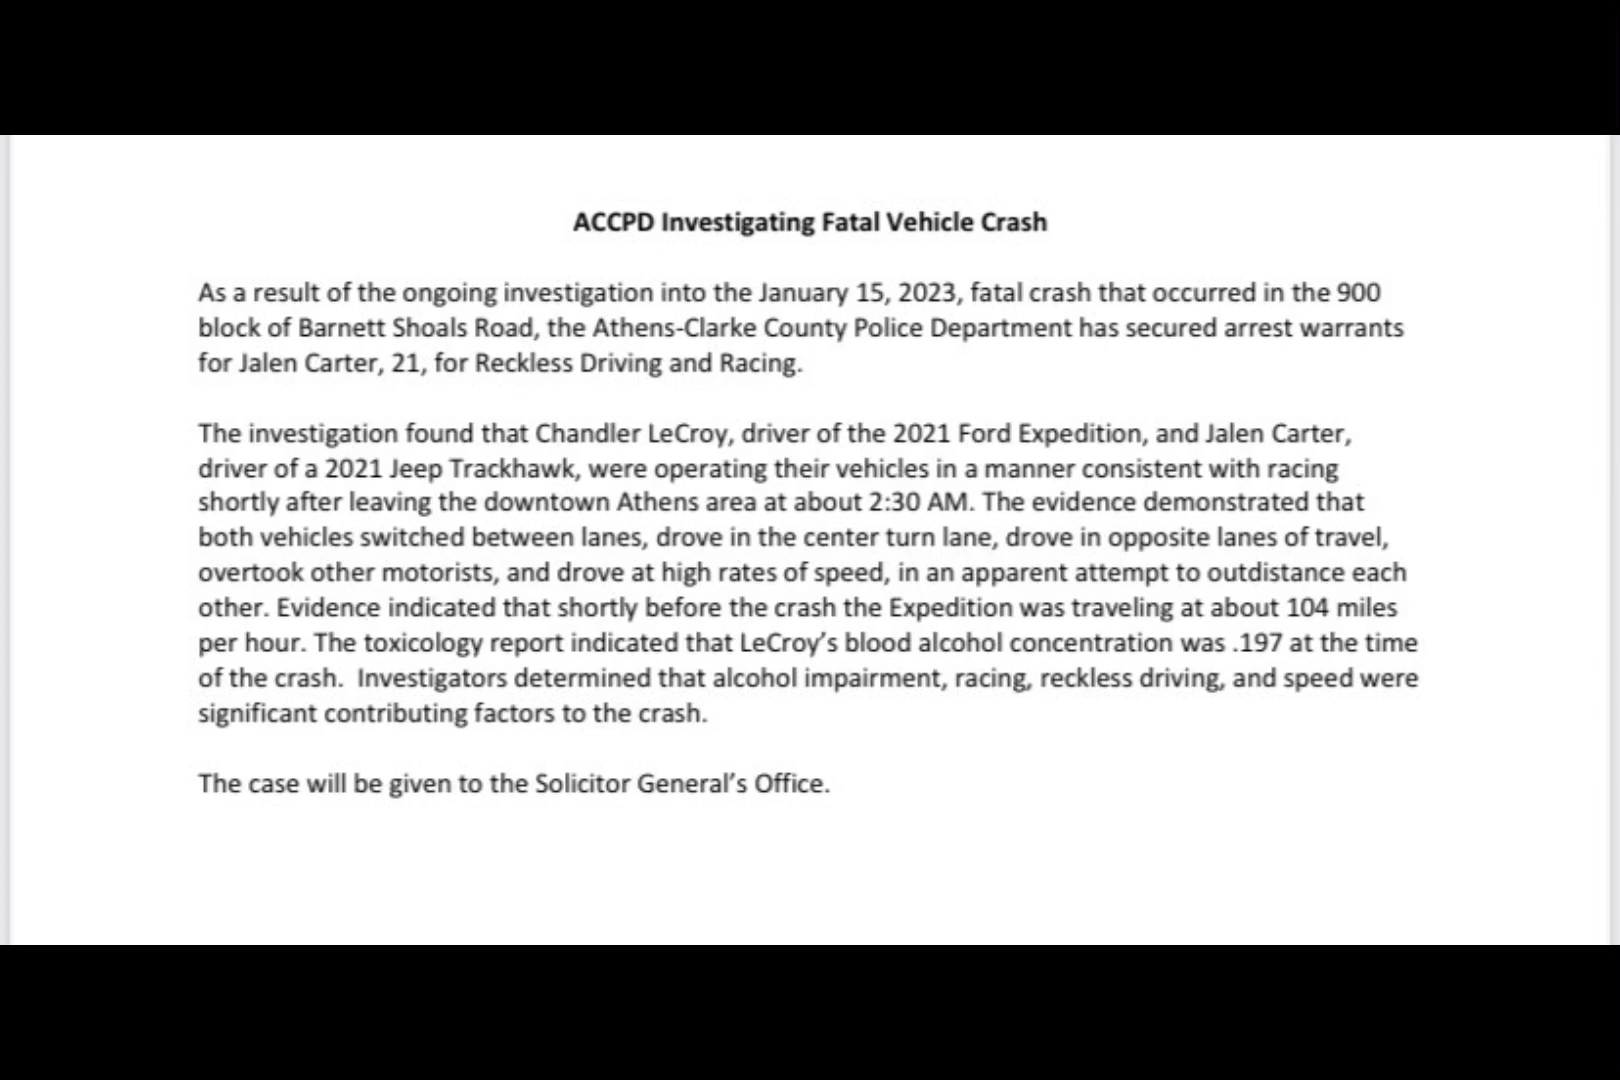 ACCPD Investigating Fatal Vehicle Crash
As a result of the ongoing investigation into the January 15, 2023, fatal crash that occurred in the 900
block of Barnett Shoals Road, the Athens-Clarke County Police Department has secured arrest warrants
for Jalen Carter, 21, for Reckless Driving and Racing.
The investigation found that Chandler LeCroy, driver of the 2021 Ford Expedition, and Jalen Carter,
driver of a 2021 Jeep Trackhawk, were operating their vehicles in a manner consistent with racing
shortly after leaving the downtown Athens area at about 2:30 AM. The evidence demonstrated that
both vehicles switched between lanes, drove in the center turn lane, drove in opposite lanes of travel,
overtook other motorists, and drove at high rates of speed, in an apparent attempt to outdistance each
other. Evidence indicated that shortly before the crash the Expedition was traveling at about 104 miles
per hour. The toxicology report indicated that LeCroy’s blood alcohol concentration was .197 at the time
of the crash.  Investigators determined that alcohol impairment, racing, reckless driving, and speed were
significant contributing factors to the crash.
The case will be given to the Solicitor General’s Office.